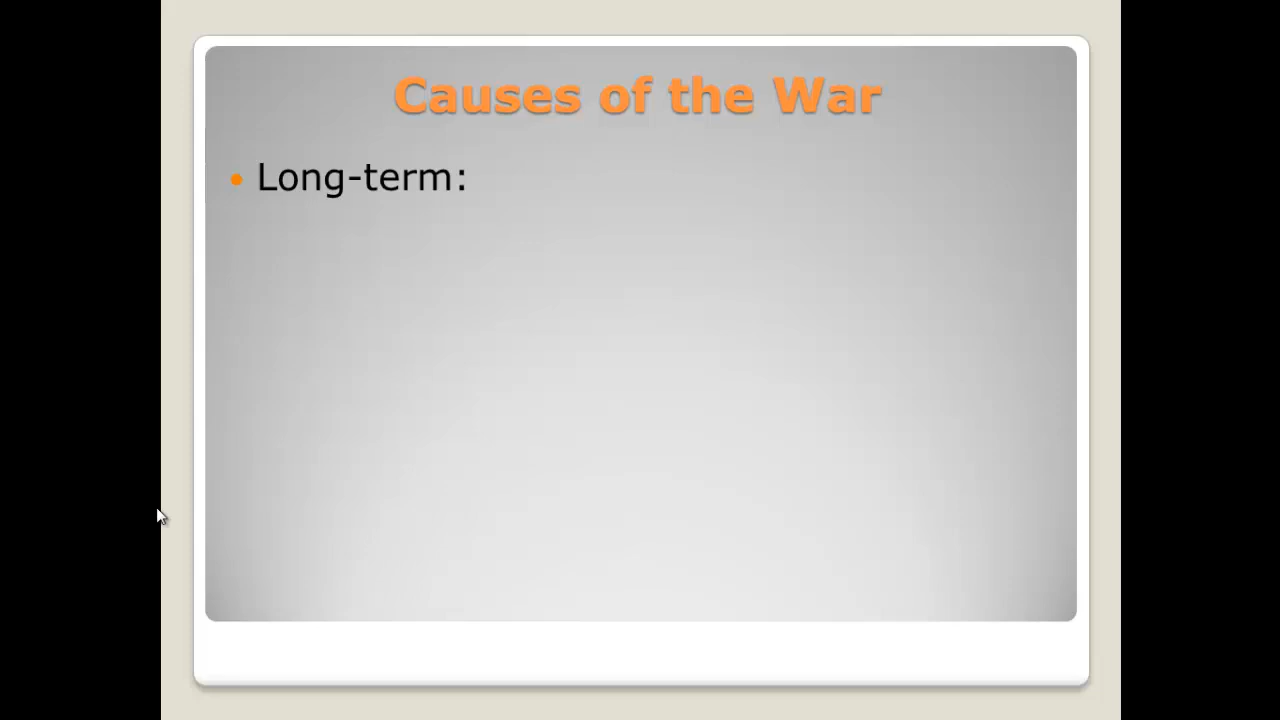 Causes of the War
• Long-term: